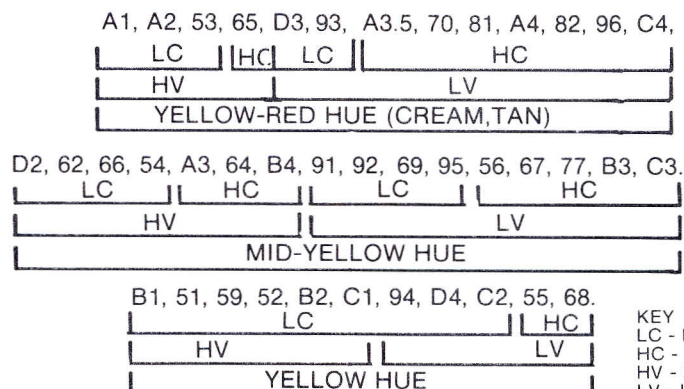 A1, A2, 53, 65, D3, 93, A3.5, 70, 81, A4, 82, 96, C4,
LC HC LC HC
HV LV
YELLOW-RED HUE (CREAM,TAN)
D2, 62, 66, 54, A3, 64, B4, 91, 92, 69, 95, 56, 67, 77, B3, C3.
LC HC LC HC
HV LV
MID-YELLOW HUE
B1, 51, 59, 52, B2, C1, 94, D4, C2, 55, 68.
LC HC
HV LV
YELLOW HUE
KEY
LC -
HC -
HV -
LV -